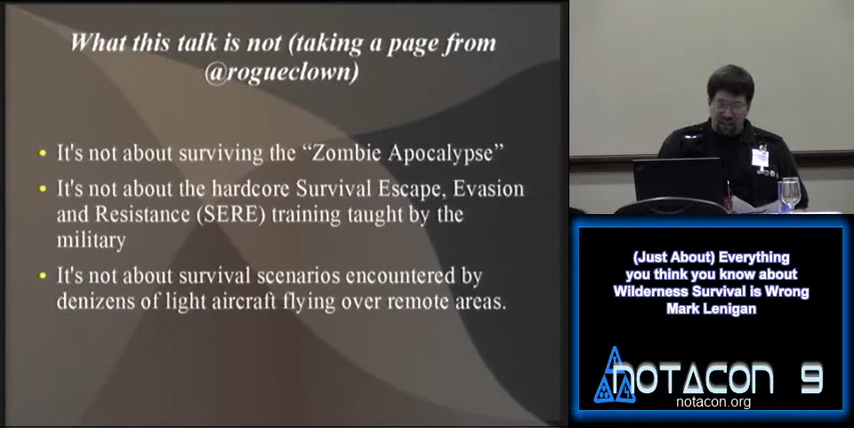 What this talk is not (taking a page from
@rogueclown)
It's not about surviving the “Zombie Apocalypse”
It's not about the hardcore Survival Escape, Evasion
and Resistance (SERE) training taught by the
military
It's not about survival scenarios encountered by
denizens of light aircraft flying over remote areas.
(Just About) Everything
you think you know about
Wilderness Survival is Wrong
Mark Lenigan
NOTACON 9
notacon.org